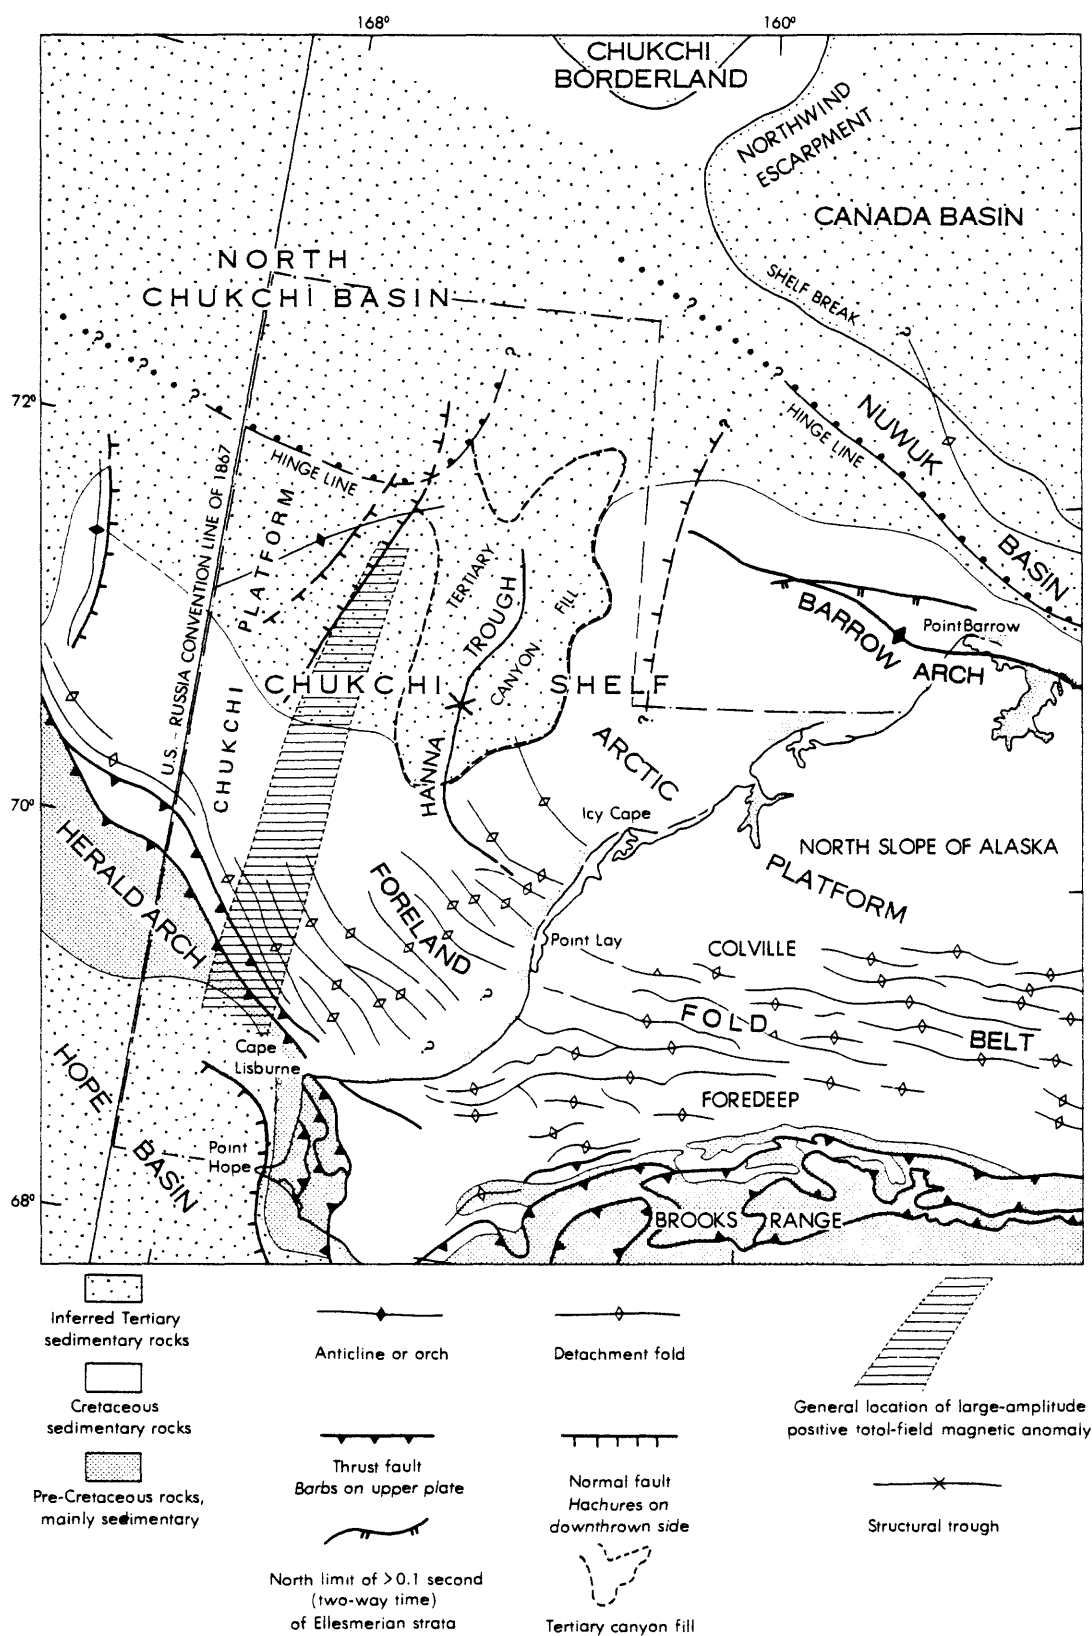 168°
160°
CHUKCHI
BORDERLAND
NORTHWIND
ESCARPMENT
CANADA BASIN
NORTH
CHUKCHI BASIN
SHELF BREAK
?
?
?
?
?
?
?
?
?
72°
HINGE LINE
HINGE LINE
NUWUK
BASIN
U.S. - RUSSIA CONVENTION LINE OF 1867
CHUKCHI
PLATFORM
TERTIARY
CANYON
FILL
HANNA
TROUGH
BARROW
ARCH
Point Barrow
CHUKCHI SHELF
?
ARCTIC
PLATFORM
70°
Icy Cape
HERALD ARCH
NORTH SLOPE OF ALASKA
FORELAND
Point Lay
COLVILLE
?
FOLD
BELT
?
Cape
Lisburne
HOPE
BASIN
FOREDEEP
Point
Hope
68°
BROOKS RANGE
Inferred Tertiary
sedimentary rocks
Cretaceous
sedimentary rocks
Pre-Cretaceous rocks,
mainly sedimentary
Anticline or arch
Thrust fault
Barbs on upper plate
North limit of >0.1 second
(two-way time)
of Ellesmerian strata
Detachment fold
Normal fault
Hachures on
downthrown side
Tertiary canyon fill
General location of large-amplitude
positive total-field magnetic anomaly
Structural trough